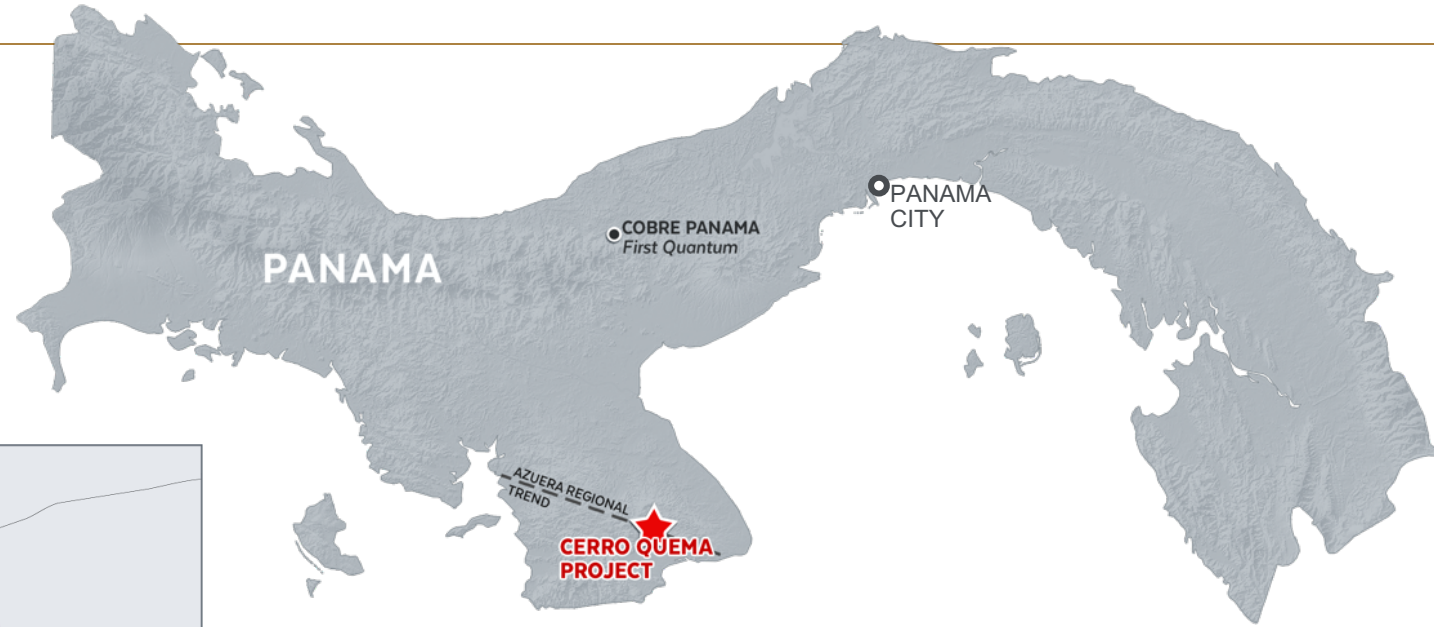 PANAMA
CITY
COBRE PANAMA
First Quantum
PANAMA
AZUERA REGIONAL
TREND
CERRO QUEMA
PROJECT